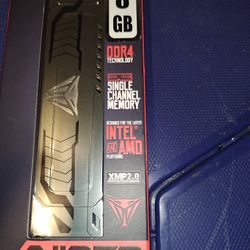 GB
DDR4
TECHNOLOGY
SINGLE
CHANNEL
MEMORY
DESIGNED FOR THE LATEST
INTEL
AND
AMD
PLATFORMS
XMP2.0